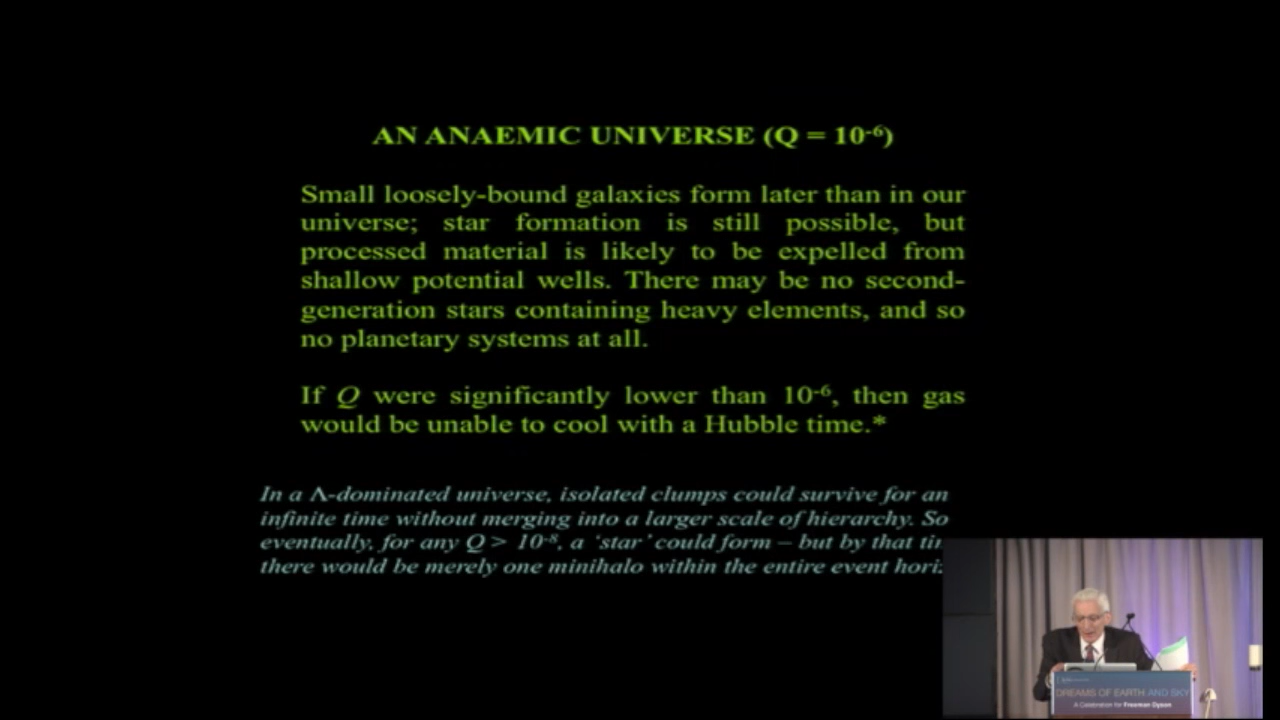 AN ANAEMIC UNIVERSE (Q = 10⁻⁶)
Small loosely-bound galaxies form later than in our
universe; star formation is still possible, but
processed material is likely to be expelled from
shallow potential wells. There may be no second-
generation stars containing heavy elements, and so
no planetary systems at all.
If Q were significantly lower than 10⁻⁶, then gas
would be unable to cool with a Hubble time.*
In a Λ-dominated universe, isolated clumps could survive for an
infinite time without merging into a larger scale of hierarchy. So
eventually, for any Q > 10⁻⁸, a 'star' could form – but by that
there would be merely one minihalo within the entire event
DREAMS OF EARTH AND SKY
A Celebration for Freeman Dyson